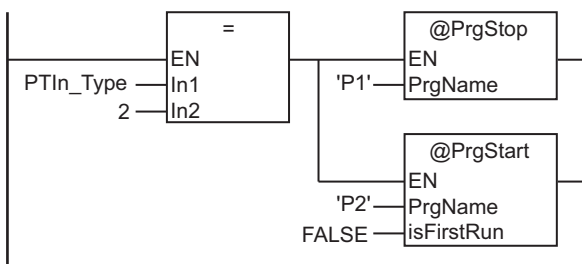 =
EN
PTIn_Type In1
2 In2
@PrgStop
EN
'P1' PrgName
@PrgStart
EN
'P2' PrgName
FALSE isFirstRun